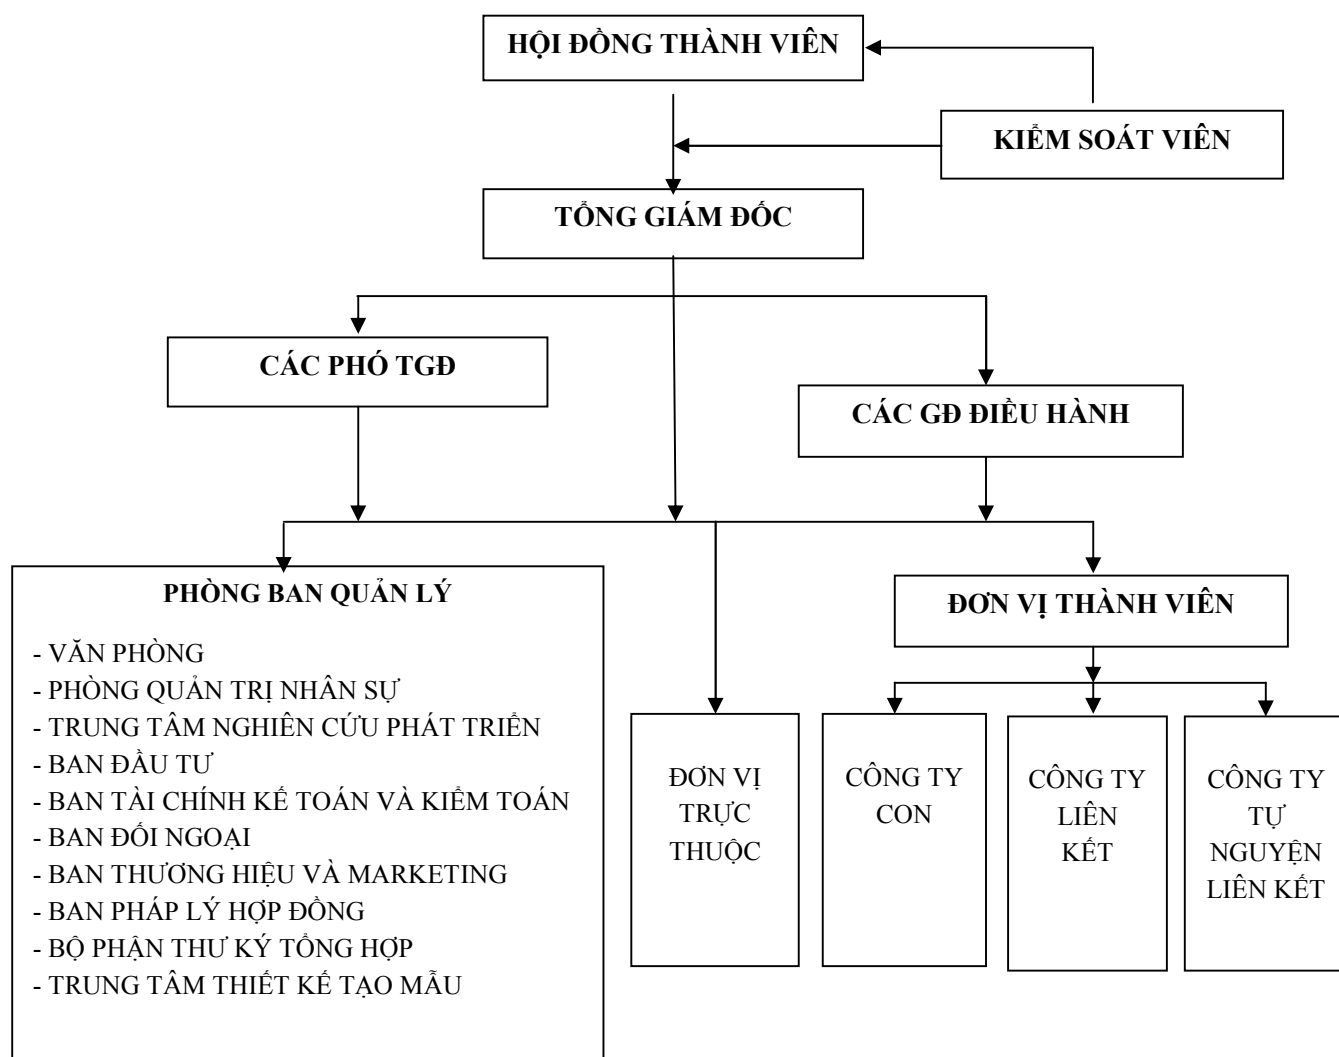 HỘI ĐỒNG THÀNH VIÊN
KIỂM SOÁT VIÊN
TỔNG GIÁM ĐỐC
CÁC PHÓ TGĐ
CÁC GĐ ĐIỀU HÀNH
PHÒNG BAN QUẢN LÝ
- VĂN PHÒNG
- PHÒNG QUẢN TRỊ NHÂN SỰ
- TRUNG TÂM NGHIÊN CỨU PHÁT TRIỂN
- BAN ĐẦU TƯ
- BAN TÀI CHÍNH KẾ TOÁN VÀ KIỂM TOÁN
- BAN ĐỐI NGOẠI
- BAN THƯƠNG HIỆU VÀ MARKETING
- BAN PHÁP LÝ HỢP ĐỒNG
- BỘ PHẬN THƯ KÝ TỔNG HỢP
- TRUNG TÂM THIẾT KẾ TẠO MẪU
ĐƠN VỊ THÀNH VIÊN
ĐƠN VỊ
TRỰC
THUỘC
CÔNG TY
CON
CÔNG TY
LIÊN
KẾT
CÔNG TY
TỰ
NGUYỆN
LIÊN KẾT